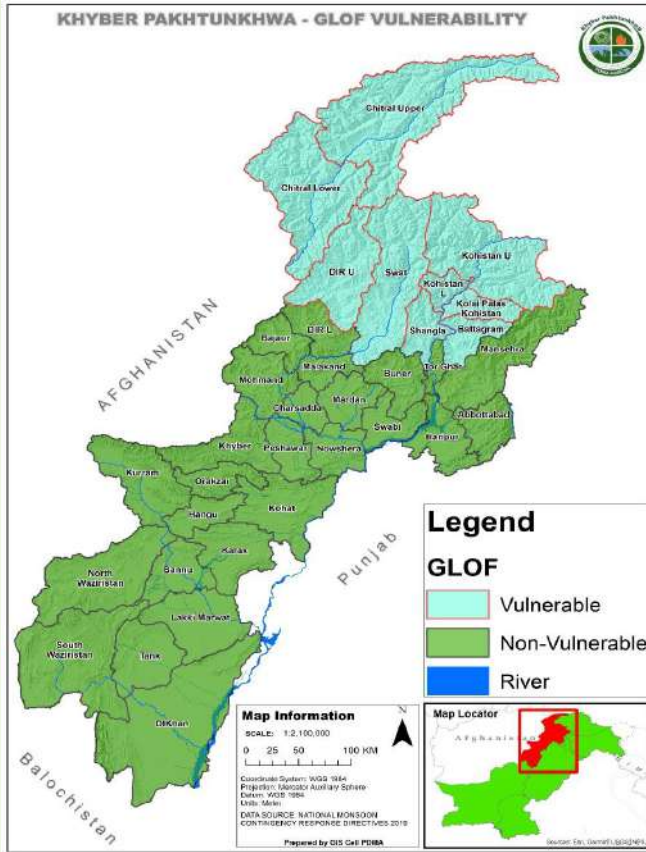 KHYBER PAKHTUNKHWA - GLOF VULNERABILITY
Chitral Upper
Chitral Lower
Kohistan U
DIR U
Swat
Kohistan
L
Kolai Palas
Kohistan
Shangla
Battagram
AFGHANISTAN
DIR L
Bajaur
Mansehra
Malakand
Buner
Tor Ghar
Mohmand
Mardan
Charsadda
Abbottabad
Swabi
Haripur
Khyber
Peshawar
Nowshera
Kurram
Orakzai
Kohat
Hangu
Punjab
Karak
Bannu
North
Waziristan
Lakki Marwat
South
Waziristan
Tank
DIKhan
Balochistan
Legend
GLOF
Vulnerable
Non-Vulnerable
River
Map Information
SCALE: 1:2,100,000
N
0 25 50 100 KM
Coordinate System: WGS 1984
Projection: Mercator Auxiliary Sphere
Datum: WGS 1984
Units: Meter
DATA SOURCE: NATIONAL MONSOON
CONTINGENCY RESPONSE DIRECTIVES 2019
Prepared by GIS Cell PDMA
Map Locator
Afghanistan